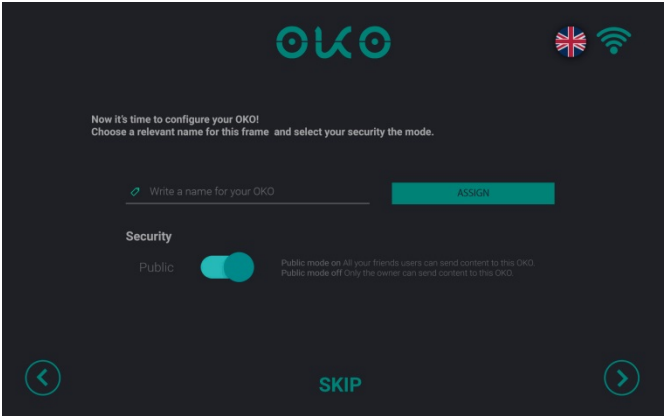 OKO
Now it's time to configure your OKO!
Choose a relevant name for this frame and select your security the mode.
Write a name for your OKO
ASSIGN
Security
Public
Public mode on All your friends users can send content to this OKO.
Public mode off Only the owner can send content to this OKO.
SKIP